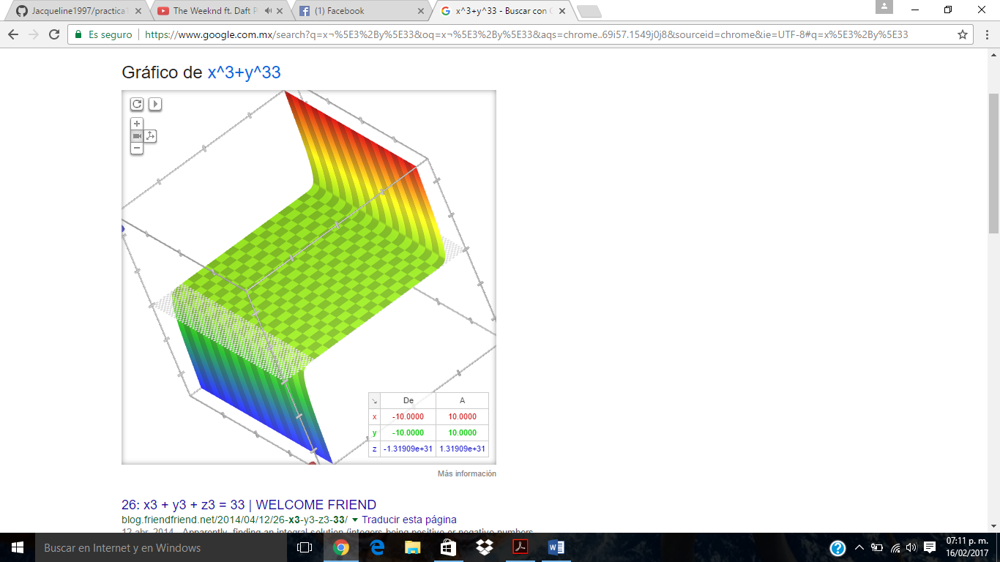 Jacqueline1997/practica1
The Weeknd ft. Daft P
(1) Facebook
x^3+y^33 - Buscar con G
Es seguro
https://www.google.com.mx/search?q=x¬%5E3%2By%5E33&oq=x¬%5E3%2By%5E33&aqs=chrome..69i57.1549j0j8&sourceid=chrome&ie=UTF-8#q=x%5E3%2By%5E33
Gráfico de x^3+y^33
De A
x -10.0000 10.0000
y -10.0000 10.0000
z -1.31909e+31 1.31909e+31
Más información
26: x3 + y3 + z3 = 33 | WELCOME FRIEND
blog.friendfriend.net/2014/04/12/26-x3-y3-z3-33/ Traducir esta página
12 abr. 2014 - Apparently, finding an integral solution (integers being positive or negative numbers
Buscar en Internet y en Windows
07:11 p. m.
16/02/2017